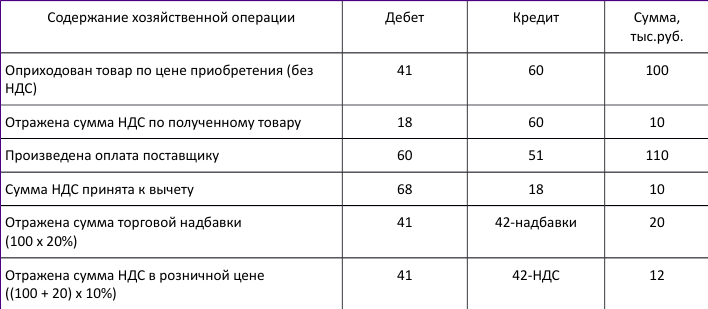 Содержание хозяйственной операции Дебет Кредит Сумма,
тыс.руб.
Оприходован товар по цене приобретения (без 41 60 100
НДС)
Отражена сумма НДС по полученному товару 18 60 10
Произведена оплата поставщику 60 51 110
Сумма НДС принята к вычету 68 18 10
Отражена сумма торговой надбавки 41 42-надбавки 20
(100 х 20%)
Отражена сумма НДС в розничной цене 41 42-НДС 12
((100 + 20) х 10%)